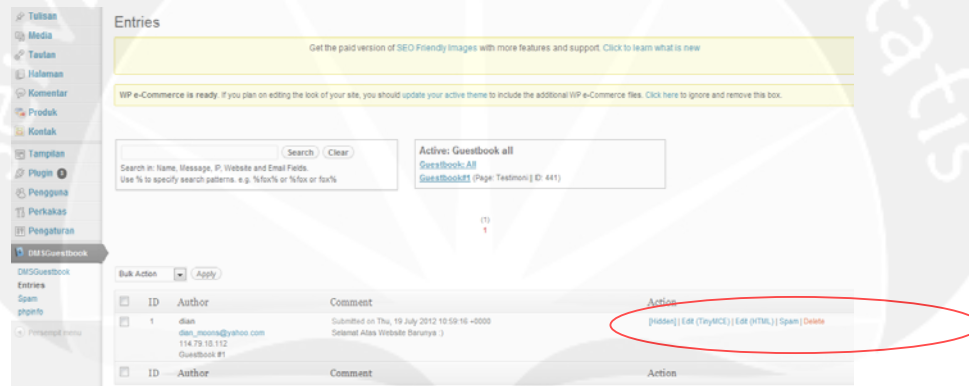 Tulisan
Media
Tautan
Halaman
Komentar
Produk
Kontak
Tampilan
Plugin
Pengguna
Perkakas
Pengaturan
DMSGuestbook
DMSGuestbook
Entries
Spam
phpinfo
Persempit menu
Entries
Get the paid version of SEO Friendly Images with more features and support. Click to learn what is new
WP e-Commerce is ready. If you plan on editing the look of your site, you should update your active theme to include the additional WP e-Commerce files. Click here to ignore and remove this box.
Search Clear
Search in: Name, Message, IP, Website and Email Fields.
Use % to specify search patterns. e.g. %fox% or %fox or fox%
Active: Guestbook all
Guestbook: All
Guestbook#1 (Page: Testimoni || ID: 441)
(1)
1
Bulk Action Apply
ID Author Comment Action
1 dian Submitted on Thu, 19 July 2012 10:59:16 +0000 [Hidden] | Edit (TinyMCE) | Edit (HTML) | Spam | Delete
dian_moons@yahoo.com Selamat Atas Website Barunya :)
114.79.18.112
Guestbook #1
ID Author Comment Action